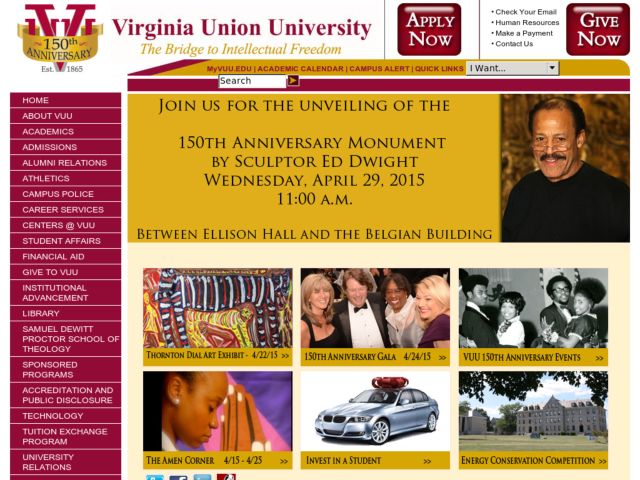 150th
ANNIVERSARY
Est. 1865
Virginia Union University
The Bridge to Intellectual Freedom
APPLY
NOW
• Check Your Email
• Human Resources
• Make a Payment
• Contact Us
GIVE
NOW
MyVUU.EDU | ACADEMIC CALENDAR | CAMPUS ALERT | QUICK LINKS
I Want...
Search
HOME
ABOUT VUU
ACADEMICS
ADMISSIONS
ALUMNI RELATIONS
ATHLETICS
CAMPUS POLICE
CAREER SERVICES
CENTERS @ VUU
STUDENT AFFAIRS
FINANCIAL AID
GIVE TO VUU
INSTITUTIONAL
ADVANCEMENT
LIBRARY
SAMUEL DEWITT
PROCTOR SCHOOL OF
THEOLOGY
SPONSORED
PROGRAMS
ACCREDITATION AND
PUBLIC DISCLOSURE
TECHNOLOGY
TUITION EXCHANGE
PROGRAM
UNIVERSITY
RELATIONS
JOIN US FOR THE UNVEILING OF THE
150TH ANNIVERSARY MONUMENT
BY SCULPTOR ED DWIGHT
WEDNESDAY, APRIL 29, 2015
11:00 A.M.
BETWEEN ELLISON HALL AND THE BELGIAN BUILDING
THORNTON DIAL ART EXHIBIT - 4/22/15 >>
150TH ANNIVERSARY GALA 4/24/15 >>
VUU 150TH ANNIVERSARY EVENTS >>
THE AMEN CORNER 4/15 - 4/25 >>
INVEST IN A STUDENT >>
ENERGY CONSERVATION COMPETITION >>